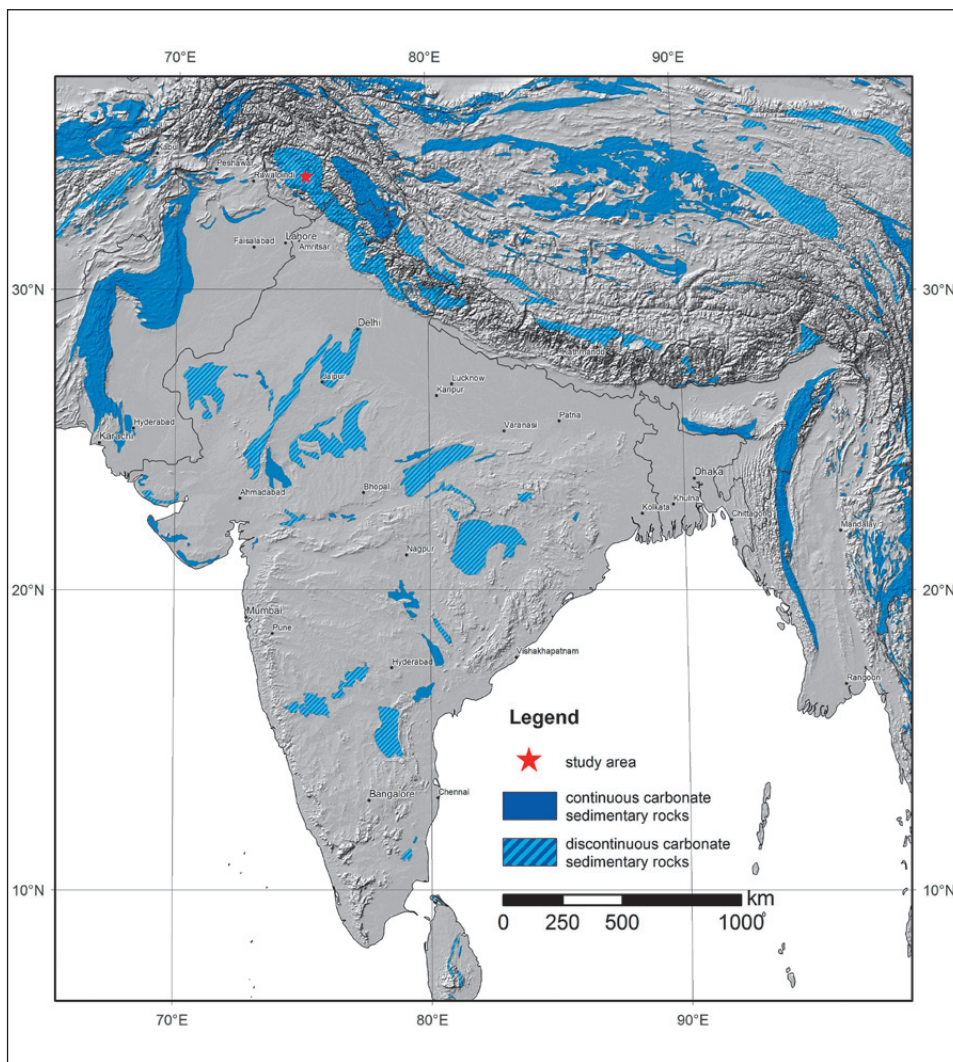 70°E 80°E 90°E
Kabul
Peshawar
Rawalpindi
Lahore
Faisalabad
Amritsar
30°N 30°N
Delhi
Kathmandu
Jaipur
Lucknow
Kanpur
Hyderabad
Patna
Varanasi
Karachi
Dhaka
Ahmadabad
Bhopal
Khulna
Kolkata
Chittagong
Mandalay
Nagpur
20°N 20°N
Mumbai
Pune
Vishakhapatnam
Hyderabad
Rangoon
Legend
study area
continuous carbonate
sedimentary rocks
discontinuous carbonate
sedimentary rocks
Bangalore
Chennai
10°N 10°N
km
0 250 500 1000
70°E 80°E 90°E